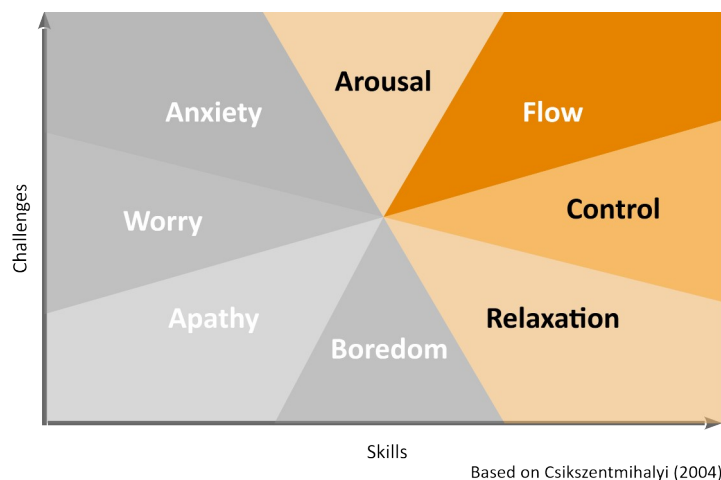 Arousal
Anxiety
Flow
Worry
Control
Apathy
Relaxation
Boredom
Challenges
Skills
Based on Csikszentmihalyi (2004)